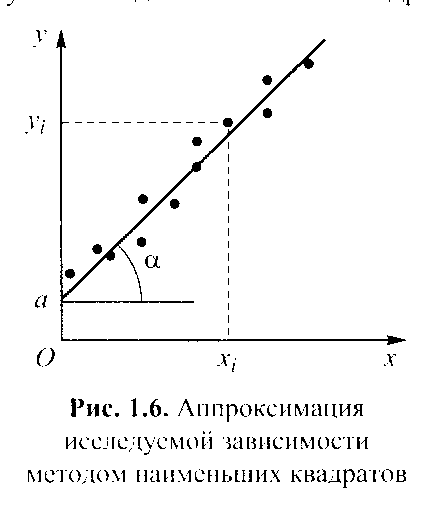 y
yᵢ
α
a
O
xᵢ
x
Рис. 1.6. Аппроксимация
исследуемой зависимости
методом наименьших квадратов